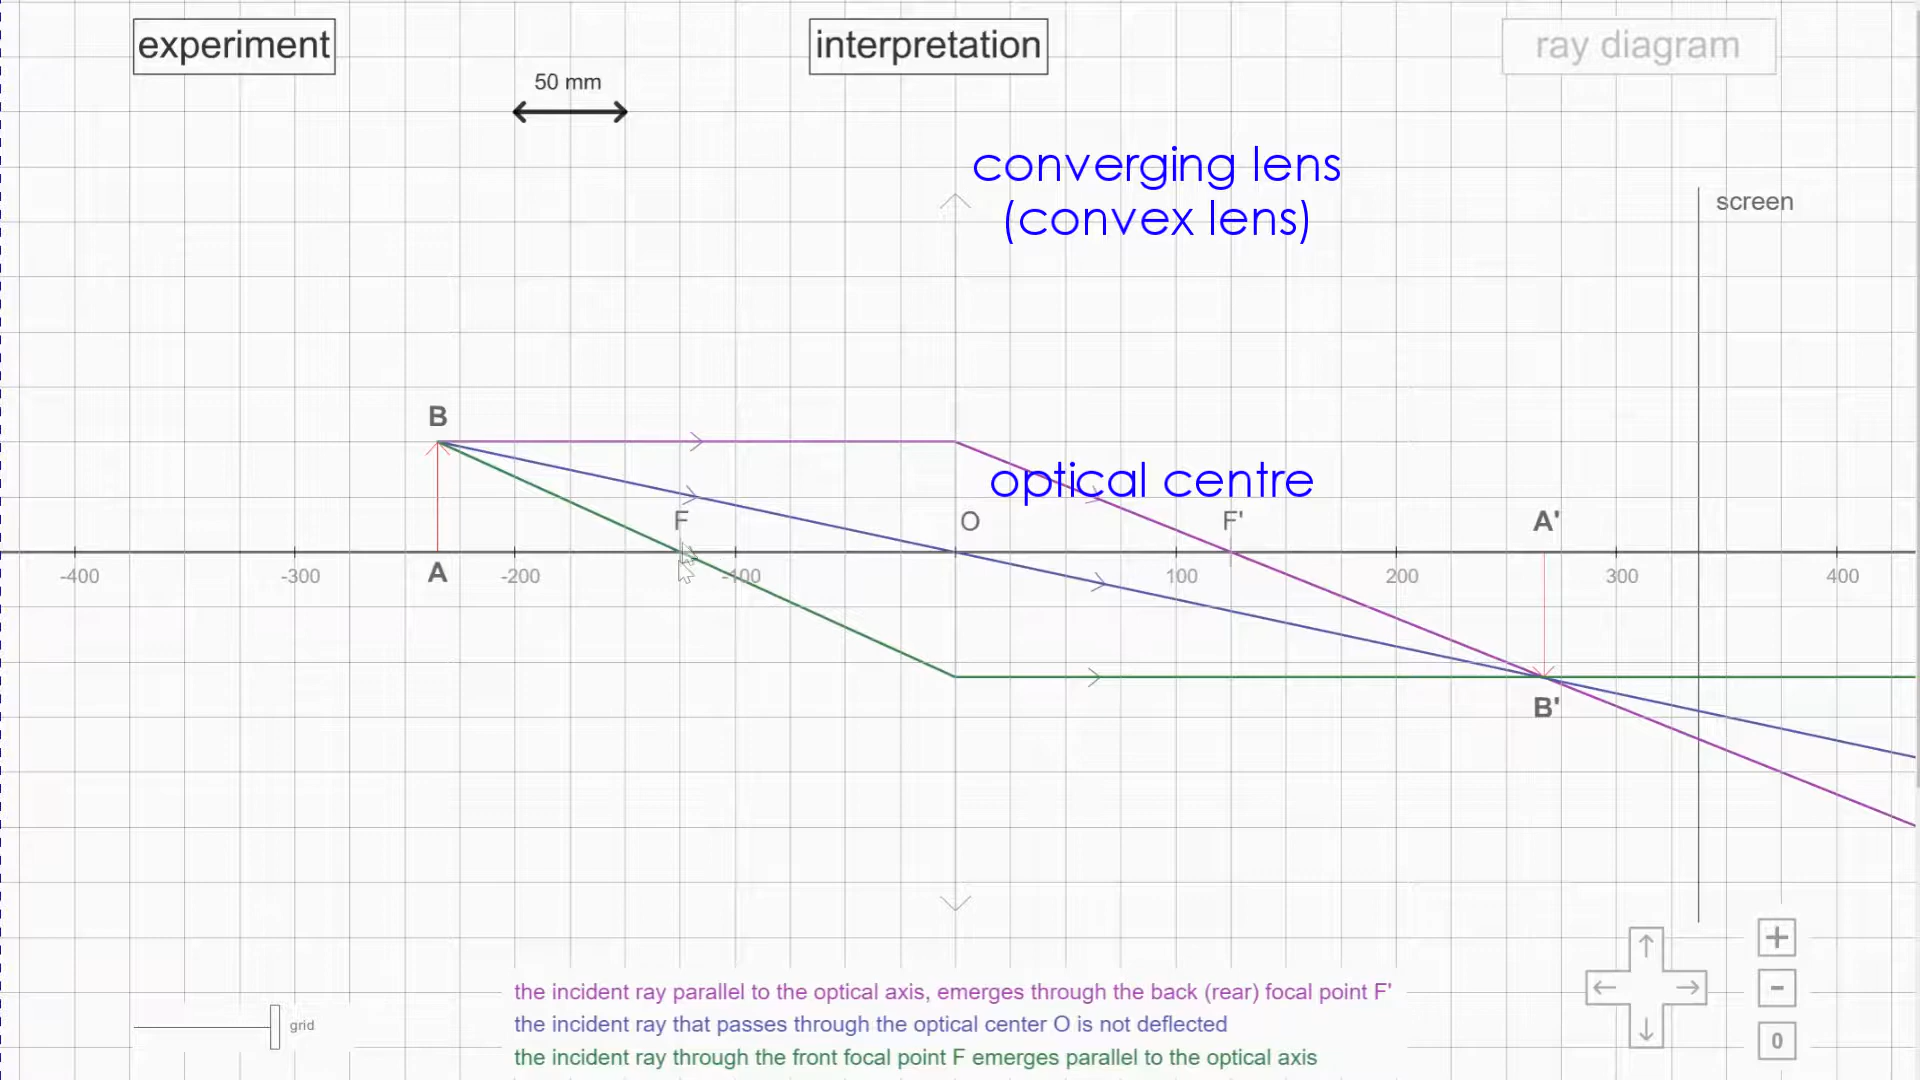 experiment
interpretation
ray diagram
50 mm
converging lens
(convex lens)
screen
B
optical centre
F
O
F'
A'
-400
-300
A
-200
-100
100
200
300
400
B'
the incident ray parallel to the optical axis, emerges through the back (rear) focal point F'
the incident ray that passes through the optical center O is not deflected
the incident ray through the front focal point F emerges parallel to the optical axis
grid
+
-
0